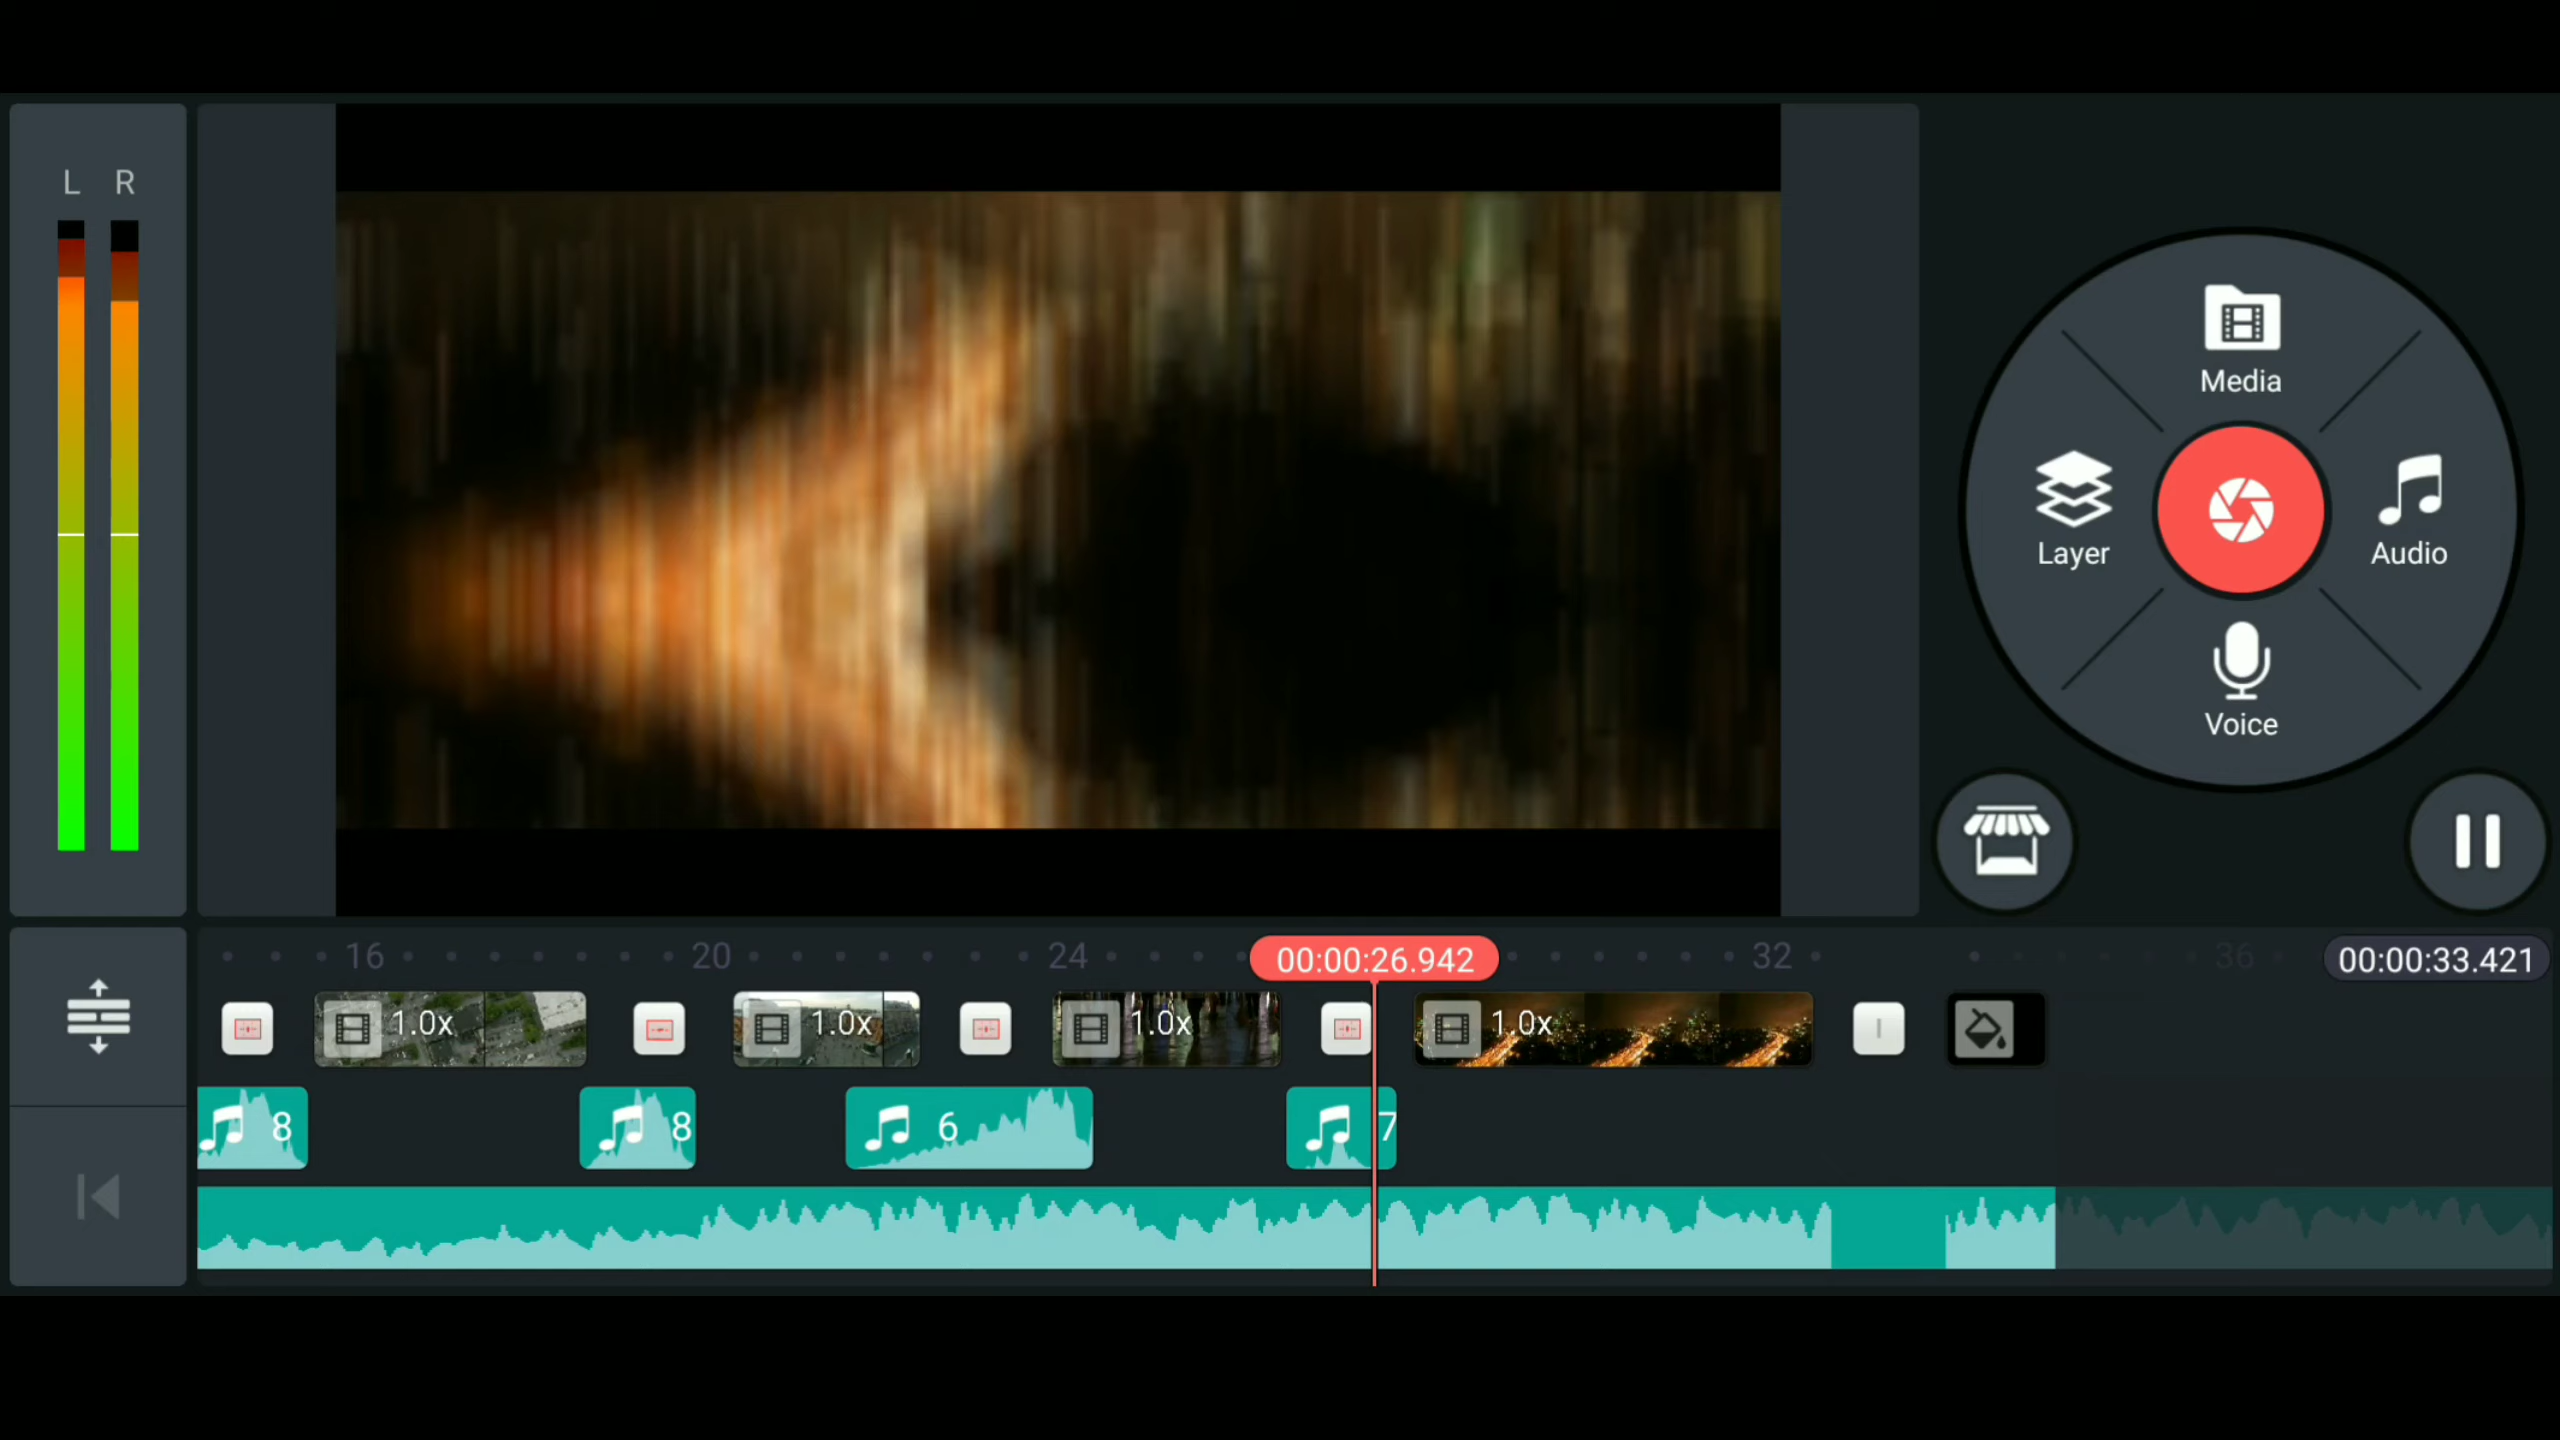 L R
Media
Layer
Audio
Voice
16 20 24 00:00:26.942 32 36 00:00:33.421
1.0x 1.0x 1.0x 1.0x
8 8 6 7